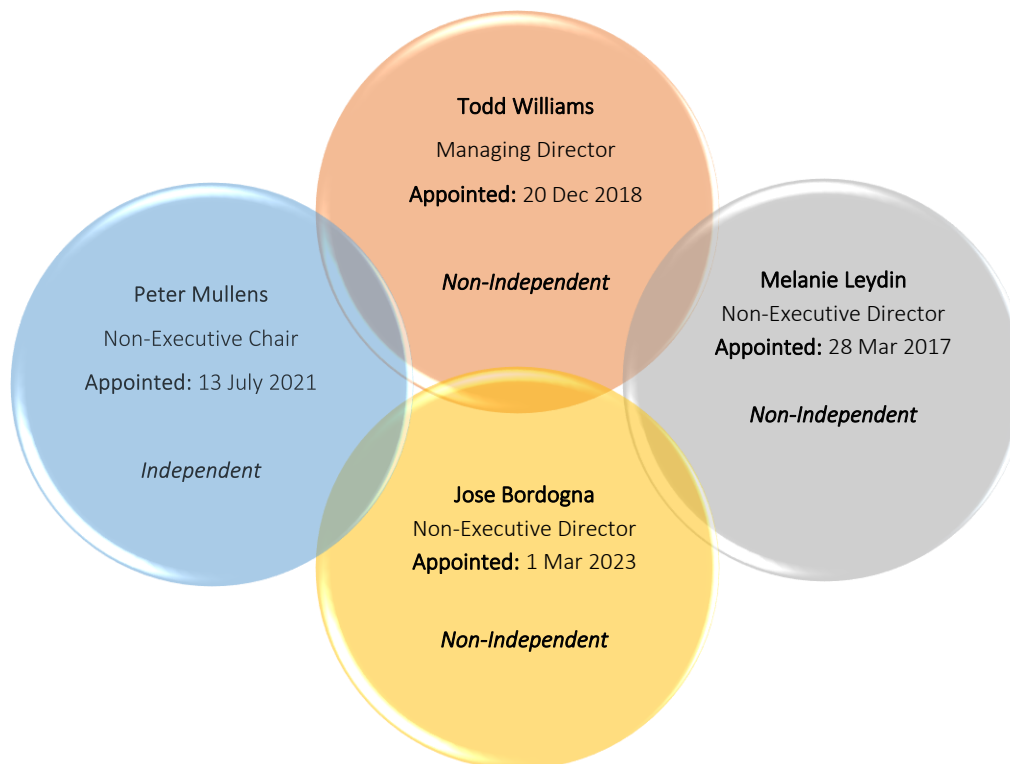 Todd Williams
Managing Director
Appointed: 20 Dec 2018
Non-Independent
Peter Mullens
Non-Executive Chair
Appointed: 13 July 2021
Independent
Melanie Leydin
Non-Executive Director
Appointed: 28 Mar 2017
Non-Independent
Jose Bordogna
Non-Executive Director
Appointed: 1 Mar 2023
Non-Independent